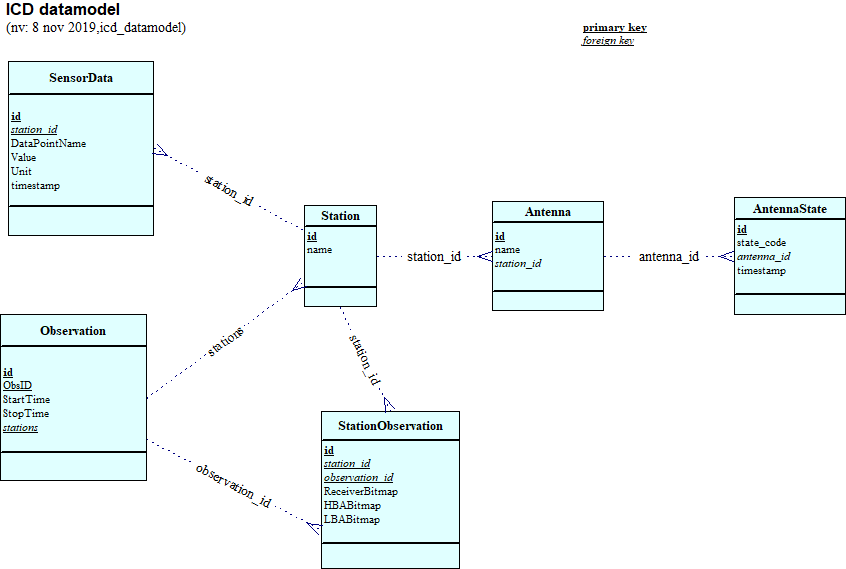 ICD datamodel
(nv: 8 nov 2019,icd_datamodel)
primary key
foreign key
SensorData
id
station_id
DataPointName
Value
Unit
timestamp
station_id
Station
id
name
station_id
Antenna
id
name
station_id
antenna_id
AntennaState
id
state_code
antenna_id
timestamp
Observation
id
ObsID
StartTime
StopTime
stations
stations
station_id
observation_id
StationObservation
id
station_id
observation_id
ReceiverBitmap
HBABitmap
LBABitmap